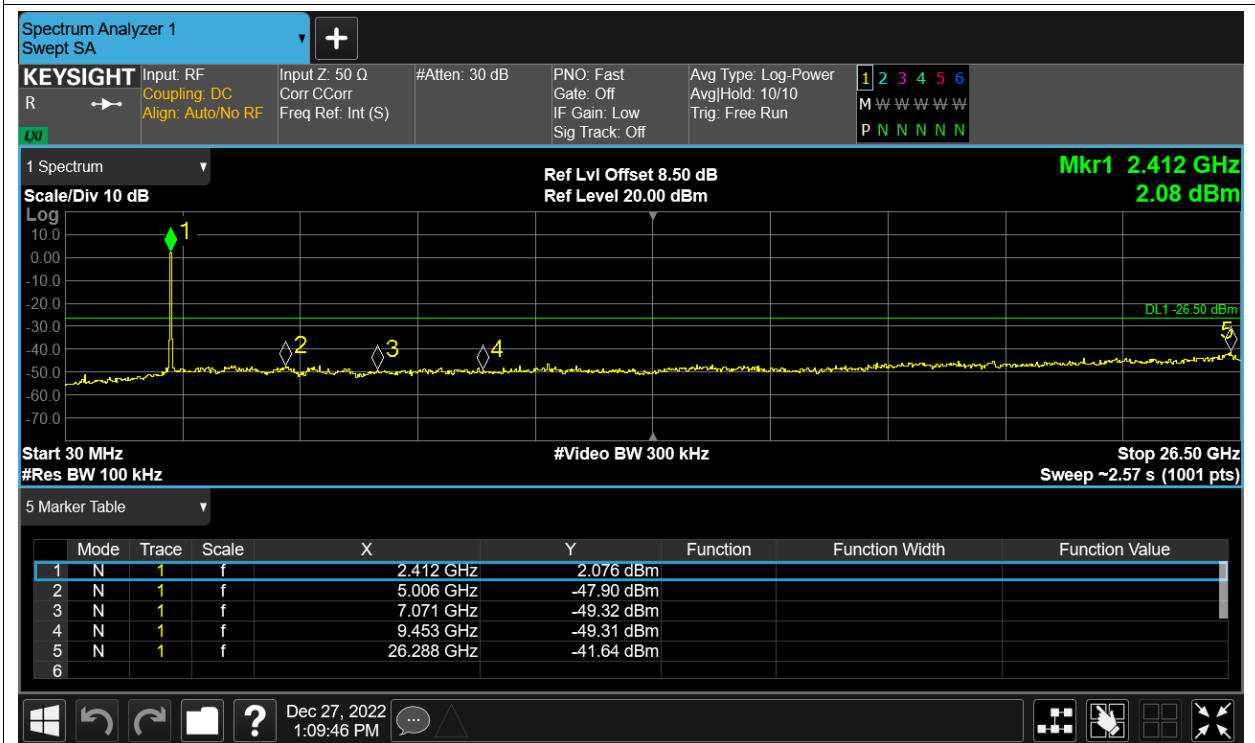 Spectrum Analyzer 1
Swept SA
KEYSIGHT Input: RF Input Z: 50 Ω #Atten: 30 dB PNO: Fast Avg Type: Log-Power 1 2 3 4 5 6
R Coupling: DC Corr CCorr Gate: Off Avg|Hold: 10/10 M W W W W W W
Align: Auto/No RF Freq Ref: Int (S) IF Gain: Low Trig: Free Run
LXI Sig Track: Off P N N N N N N
1 Spectrum Ref Lvl Offset 8.50 dB Mkr1 2.412 GHz
Scale/Div 10 dB Ref Level 20.00 dBm 2.08 dBm
Log
10.0 1
0.00
-10.0
-20.0
DL1 -26.50 dBm
-30.0
5
-40.0 2 3 4
-50.0
-60.0
-70.0
Start 30 MHz #Video BW 300 kHz Stop 26.50 GHz
#Res BW 100 kHz Sweep ~2.57 s (1001 pts)
5 Marker Table
Mode Trace Scale X Y Function Function Width Function Value
1 N 1 f 2.412 GHz 2.076 dBm
2 N 1 f 5.006 GHz -47.90 dBm
3 N 1 f 7.071 GHz -49.32 dBm
4 N 1 f 9.453 GHz -49.31 dBm
5 N 1 f 26.288 GHz -41.64 dBm
6
? Dec 27, 2022
1:09:46 PM